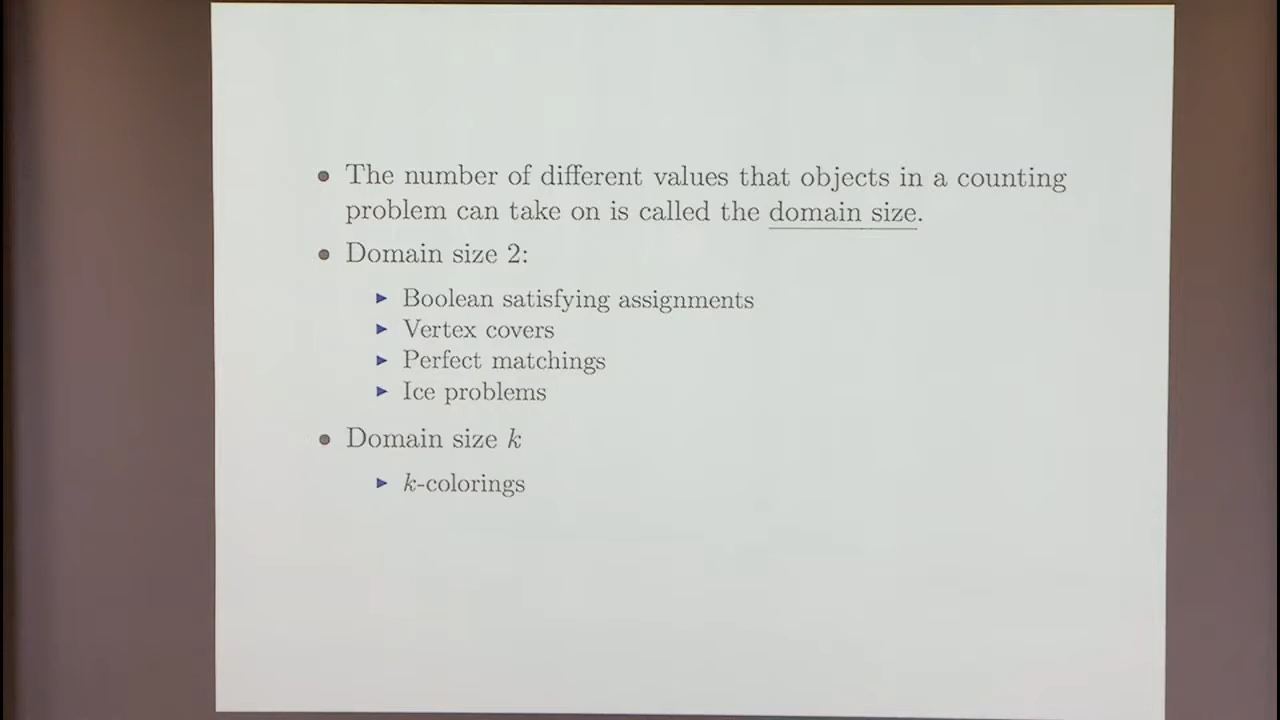 • The number of different values that objects in a counting
problem can take on is called the domain size.
• Domain size 2:
▶ Boolean satisfying assignments
▶ Vertex covers
▶ Perfect matchings
▶ Ice problems
• Domain size k
▶ k-colorings